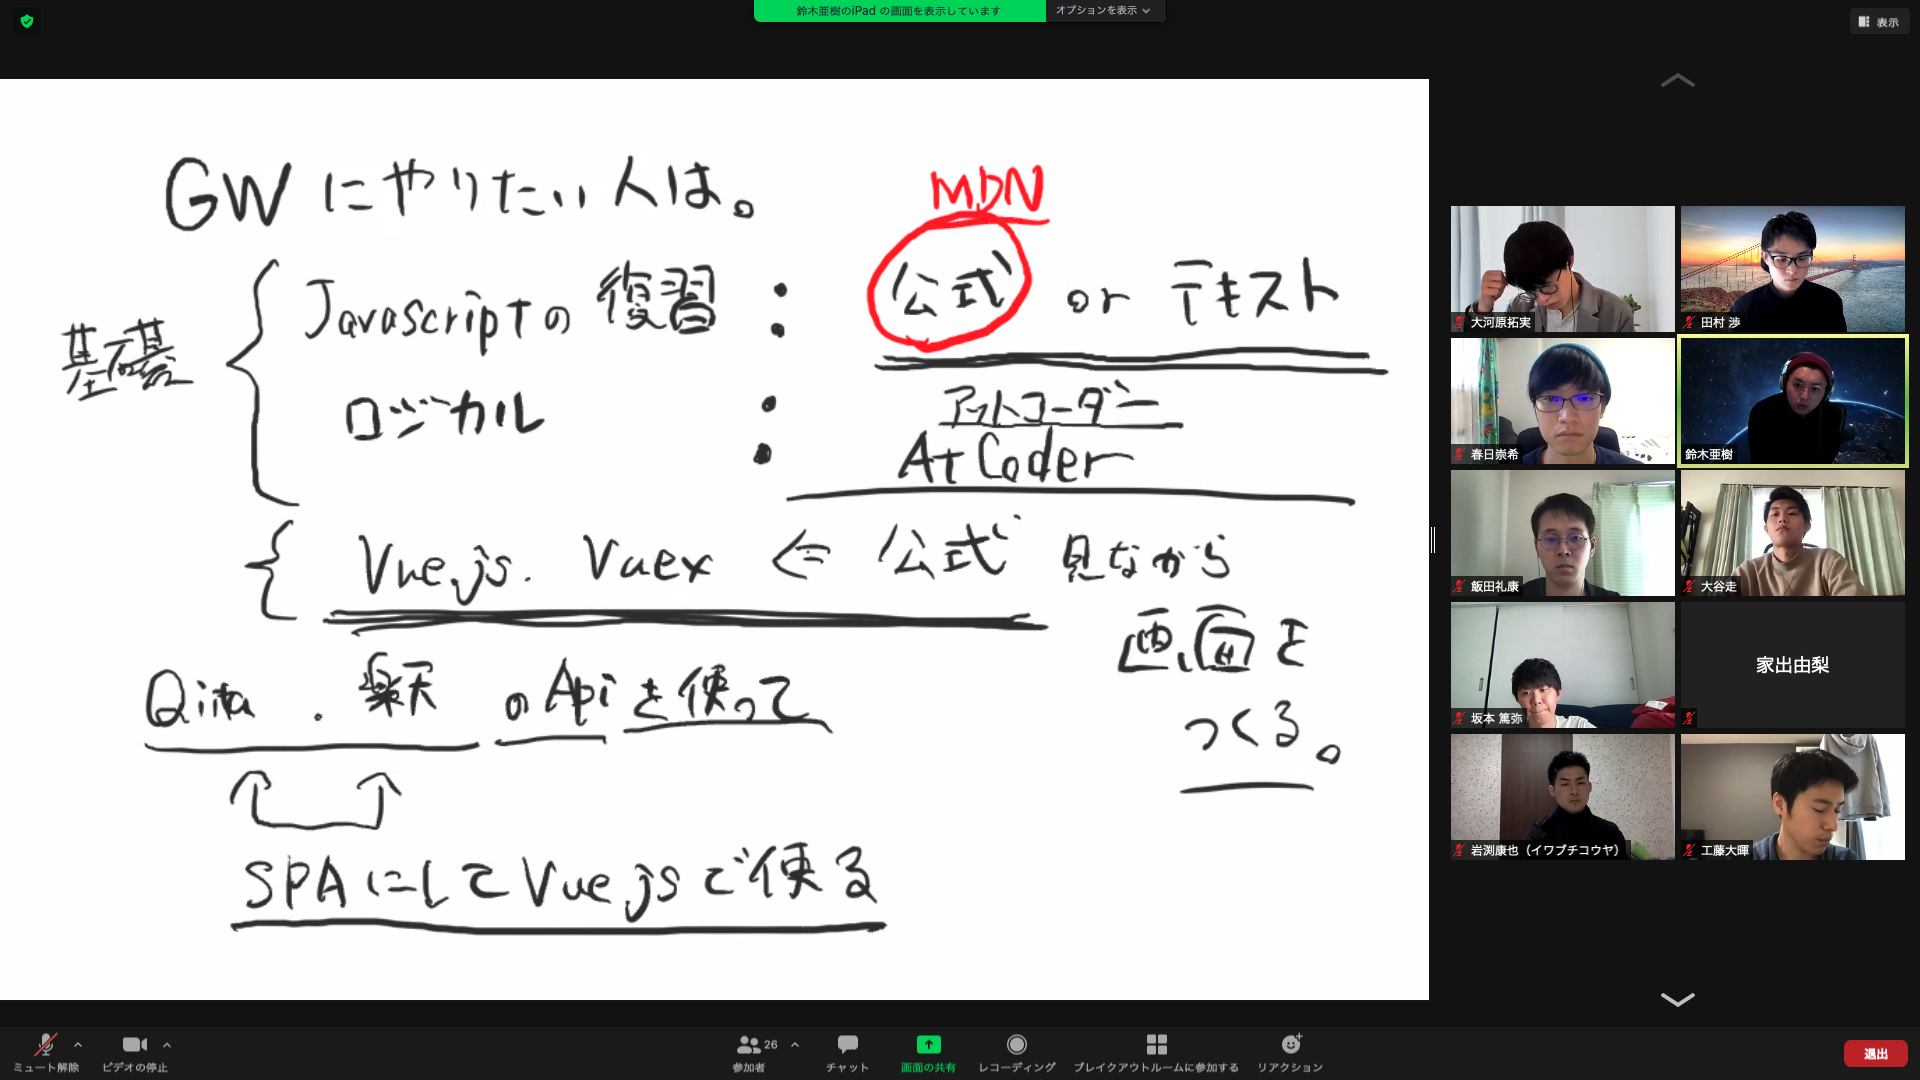 鈴木亜樹のiPad の画面を表示しています
オプションを表示
表示
GW にやりたい人は。
MDN
基礎
Javascriptの復習 : 公式 or テキスト
ロジカル : アットコーダー
At Coder
Vue.js. Vuex ⇐ 公式 見ながら
画面を
つくる。
Qiita . 楽天 のApiを使って
SPAにしてVue.jsで使る
大河原拓実
田村 渉
春日崇希
鈴木亜樹
飯田礼康
大谷走
坂本 篤弥
家出由梨
岩渕康也（イワブチコウヤ）
工藤大暉
ミュート解除
ビデオの停止
26
参加者
チャット
画面の共有
レコーディング
ブレイクアウトルームに参加する
リアクション
退出